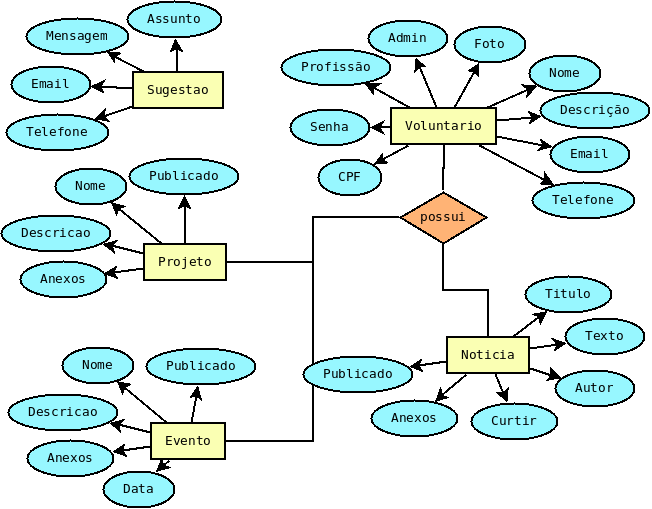 Assunto
Mensagem
Email
Sugestao
Telefone
Admin
Foto
Profissão
Nome
Descrição
Senha
Voluntario
Email
CPF
Telefone
Publicado
Nome
Descricao
Projeto
Anexos
possui
Titulo
Texto
Noticia
Publicado
Autor
Anexos
Curtir
Nome
Publicado
Descricao
Evento
Anexos
Data